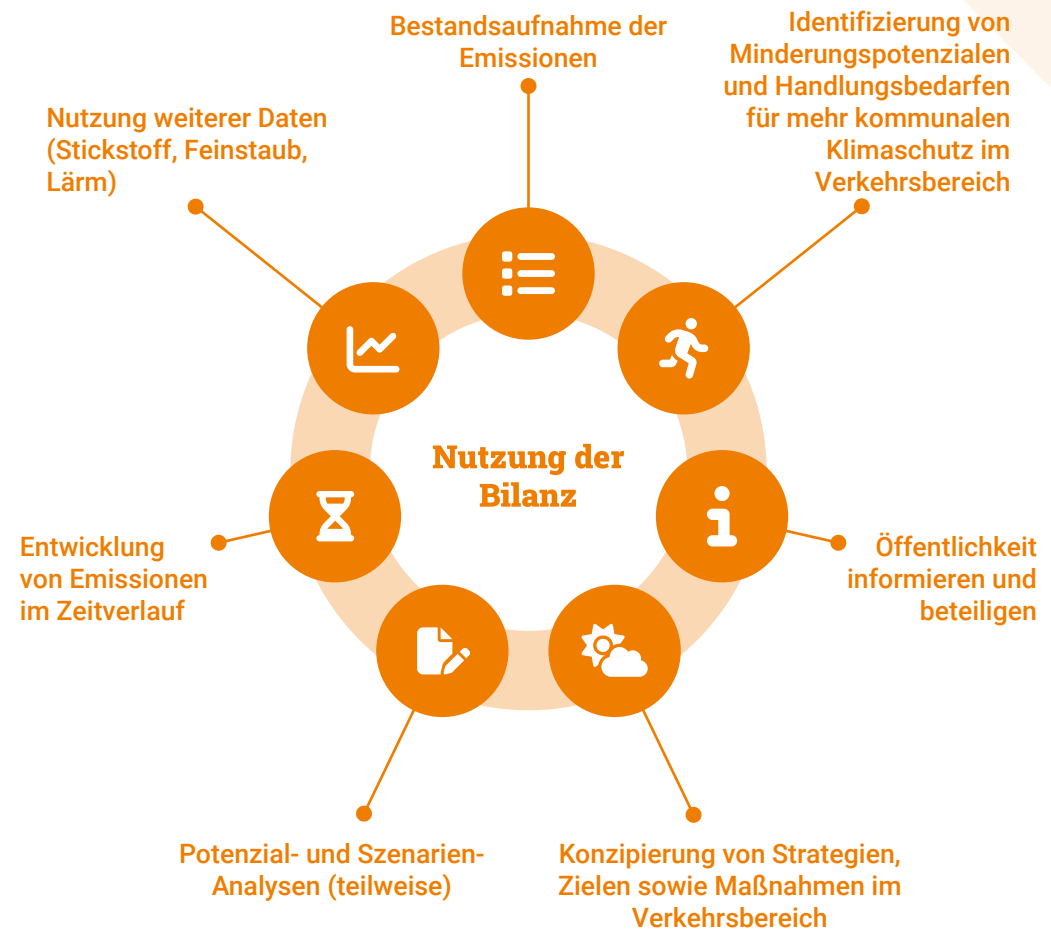 Bestandsaufnahme der
Emissionen
Identifizierung von
Minderungspotenzialen
und Handlungsbedarfen
für mehr kommunalen
Klimaschutz im
Verkehrsbereich
Nutzung weiterer Daten
(Stickstoff, Feinstaub,
Lärm)
Nutzung der
Bilanz
Entwicklung
von Emissionen
im Zeitverlauf
Öffentlichkeit
informieren und
beteiligen
Potenzial- und Szenarien-
Analysen (teilweise)
Konzipierung von Strategien,
Zielen sowie Maßnahmen im
Verkehrsbereich